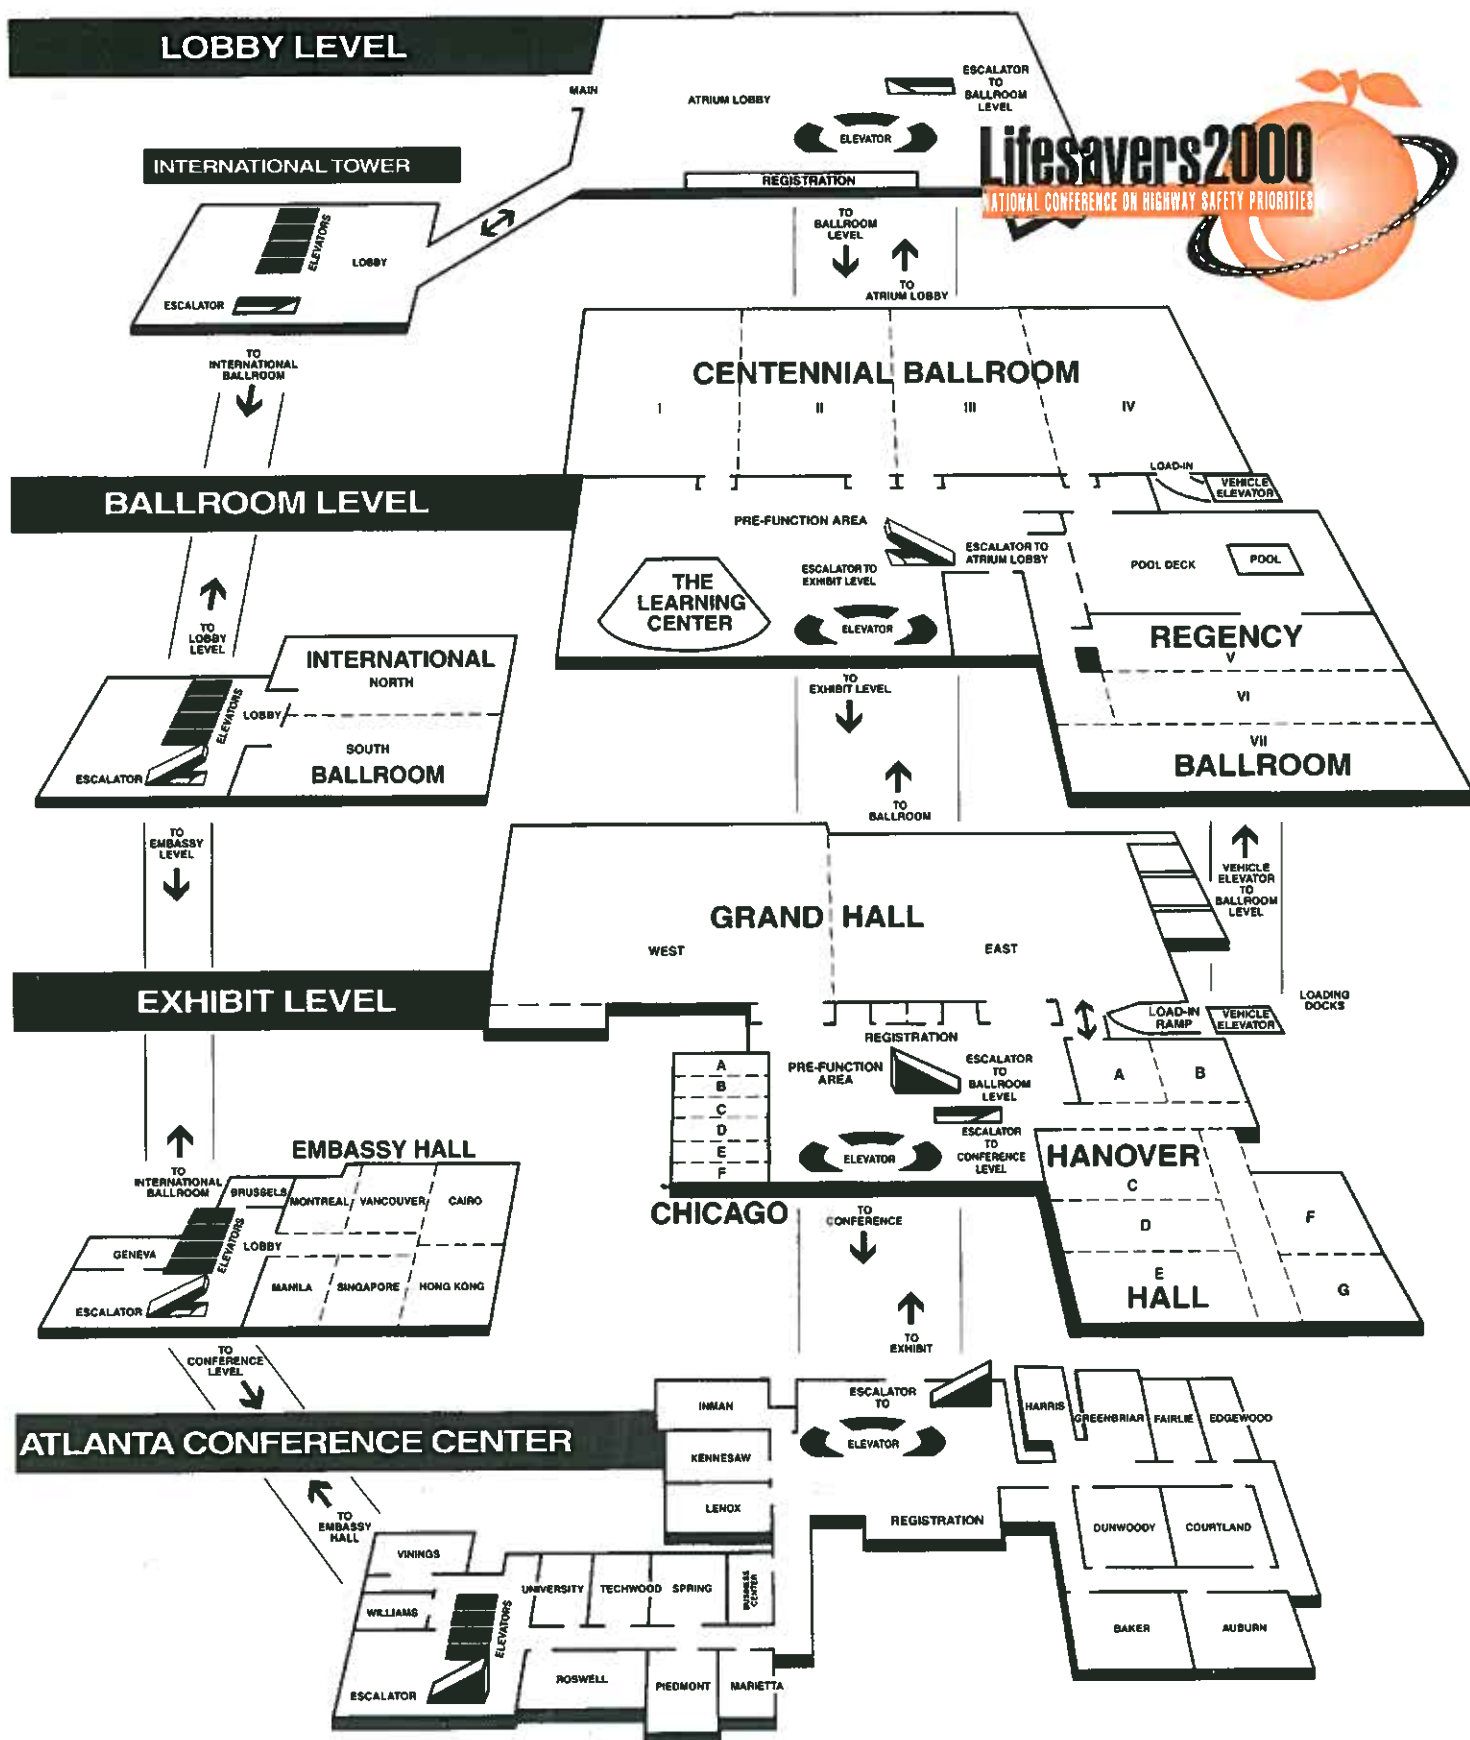 LOBBY LEVEL
MAIN
ATRIUM LOBBY
ESCALATOR
TO
BALLROOM
LEVEL
ELEVATOR
REGISTRATION
Lifesavers2000
NATIONAL CONFERENCE ON HIGHWAY SAFETY PRIORITIES
INTERNATIONAL TOWER
ELEVATORS
LOBBY
ESCALATOR
TO
BALLROOM
LEVEL
TO
ATRIUM LOBBY
TO
INTERNATIONAL
BALLROOM
CENTENNIAL BALLROOM
I
II
III
IV
BALLROOM LEVEL
LOAD-IN
VEHICLE
ELEVATOR
PRE-FUNCTION AREA
ESCALATOR TO
ATRIUM LOBBY
ESCALATOR TO
EXHIBIT LEVEL
THE
LEARNING
CENTER
ELEVATOR
POOL DECK
POOL
REGENCY
V
VI
VII
BALLROOM
TO
LOBBY
LEVEL
INTERNATIONAL
NORTH
LOBBY
ELEVATORS
SOUTH
BALLROOM
ESCALATOR
TO
EXHIBIT LEVEL
TO
BALLROOM
TO
EMBASSY
LEVEL
VEHICLE
ELEVATOR
TO
BALLROOM
LEVEL
GRAND HALL
WEST
EAST
EXHIBIT LEVEL
LOADING
DOCKS
LOAD-IN
RAMP
VEHICLE
ELEVATOR
REGISTRATION
PRE-FUNCTION
AREA
ESCALATOR
TO
BALLROOM
LEVEL
A
B
C
D
E
F
CHICAGO
ELEVATOR
ESCALATOR
TO
CONFERENCE
LEVEL
A
B
HANOVER
C
D
E
HALL
F
G
TO
INTERNATIONAL
BALLROOM
EMBASSY HALL
BRUSSELS
MONTREAL
VANCOUVER
CAIRO
GENEVA
ELEVATORS
LOBBY
MANILA
SINGAPORE
HONG KONG
ESCALATOR
TO
CONFERENCE
TO
EXHIBIT
TO
CONFERENCE
LEVEL
ATLANTA CONFERENCE CENTER
INMAN
KENNESAW
LENOX
ESCALATOR
TO
ELEVATOR
HARRIS
GREENBRIAR
FAIRLIE
EDGEWOOD
REGISTRATION
DUNWOODY
COURTLAND
BAKER
AUBURN
TO
EMBASSY
HALL
VININGS
WILLIAMS
ELEVATORS
UNIVERSITY
TECHWOOD
SPRING
BUSINESS
CENTER
ESCALATOR
ROSWELL
PIEDMONT
MARIETTA